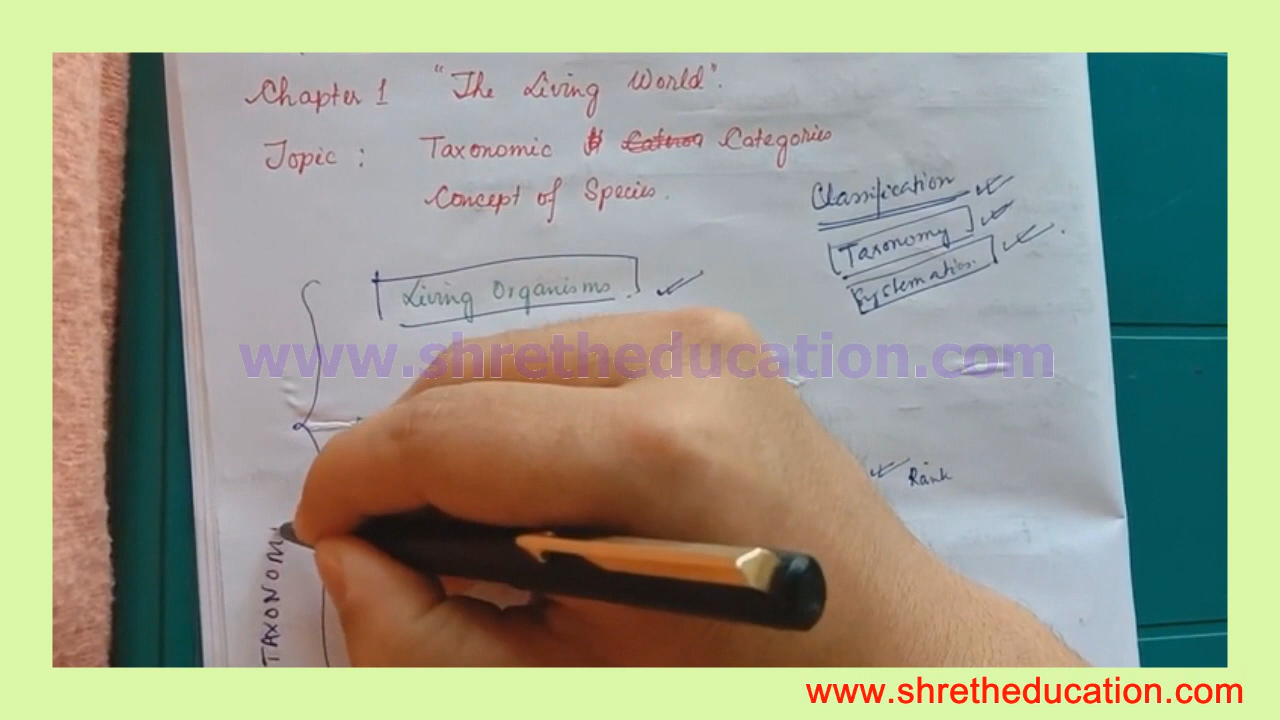 Chapter 1 "The Living World".
Topic : Taxonomic Categories
Concept of Species.
Classification
Taxonomy
Living Organisms
www.shretheducation.com
Rank
TAXONOM
www.shretheducation.com